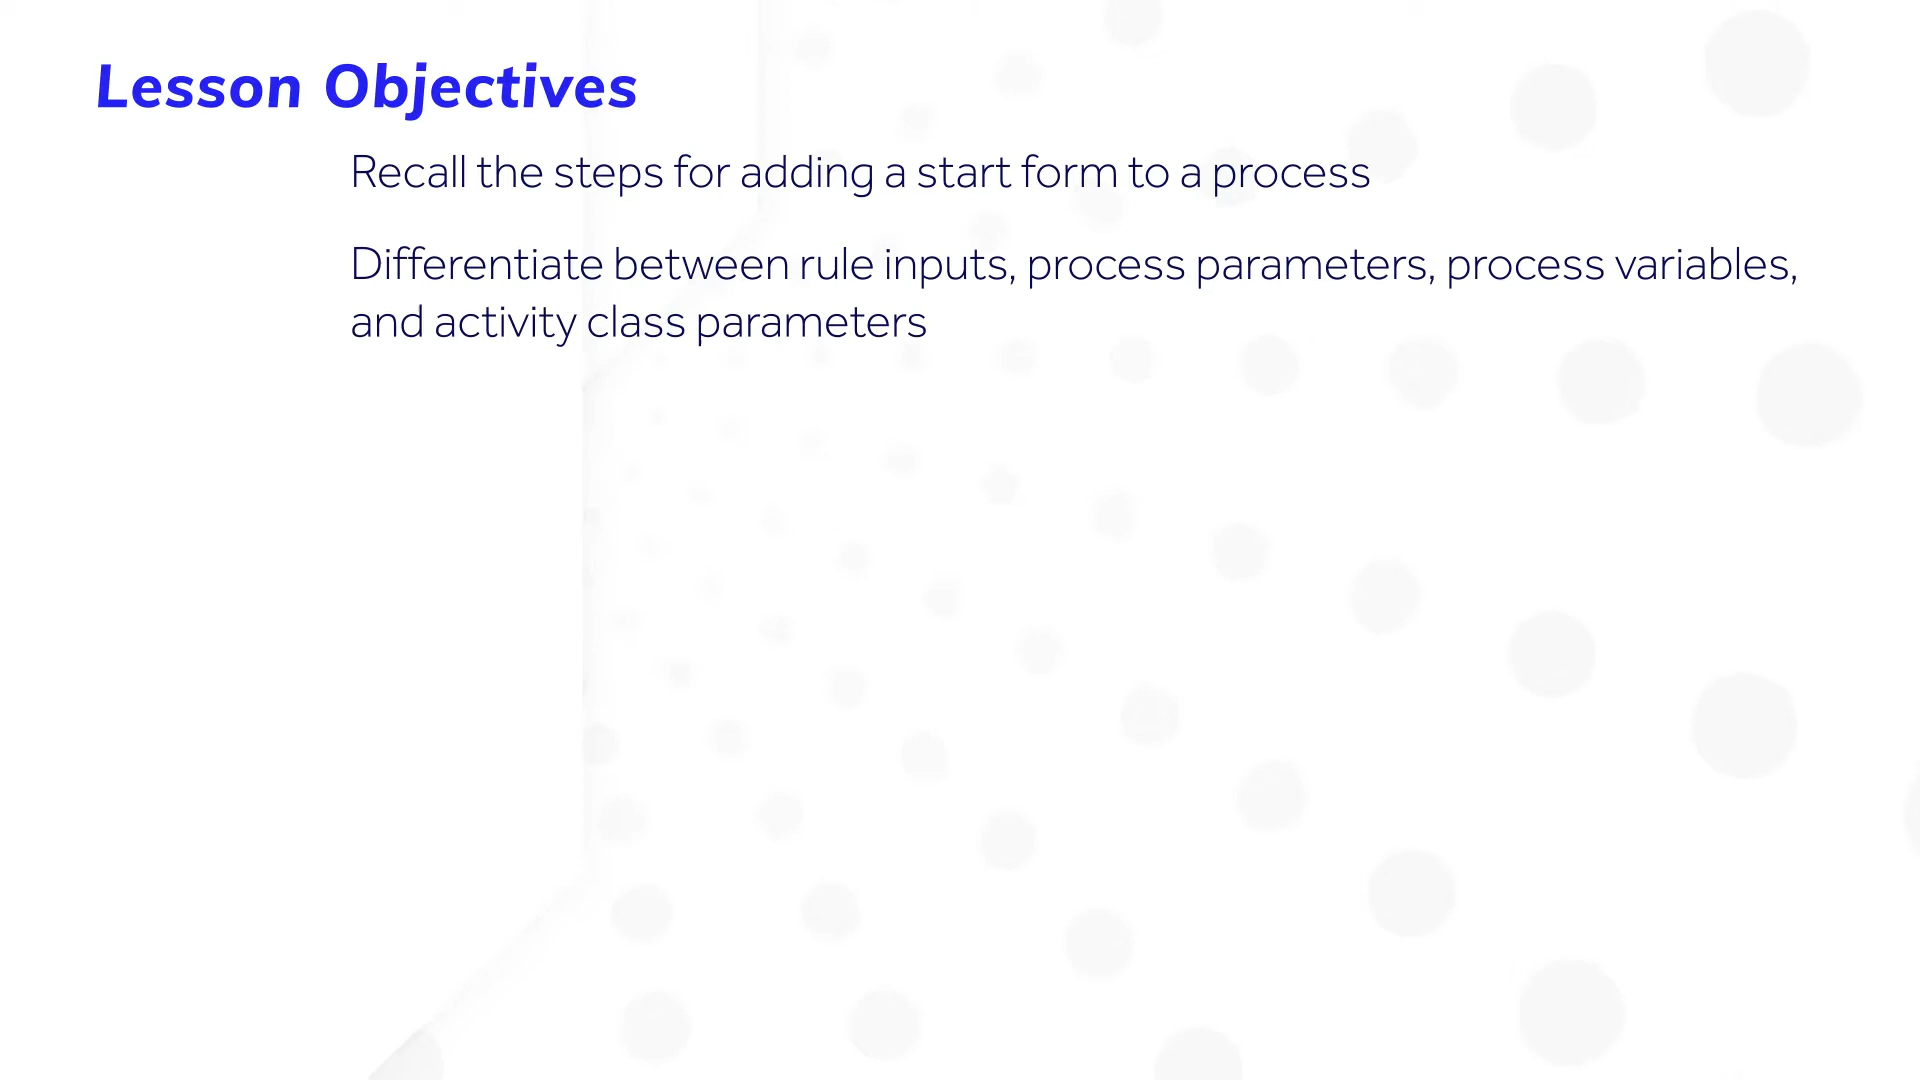 Lesson Objectives
Recall the steps for adding a start form to a process
Differentiate between rule inputs, process parameters, process variables,
and activity class parameters